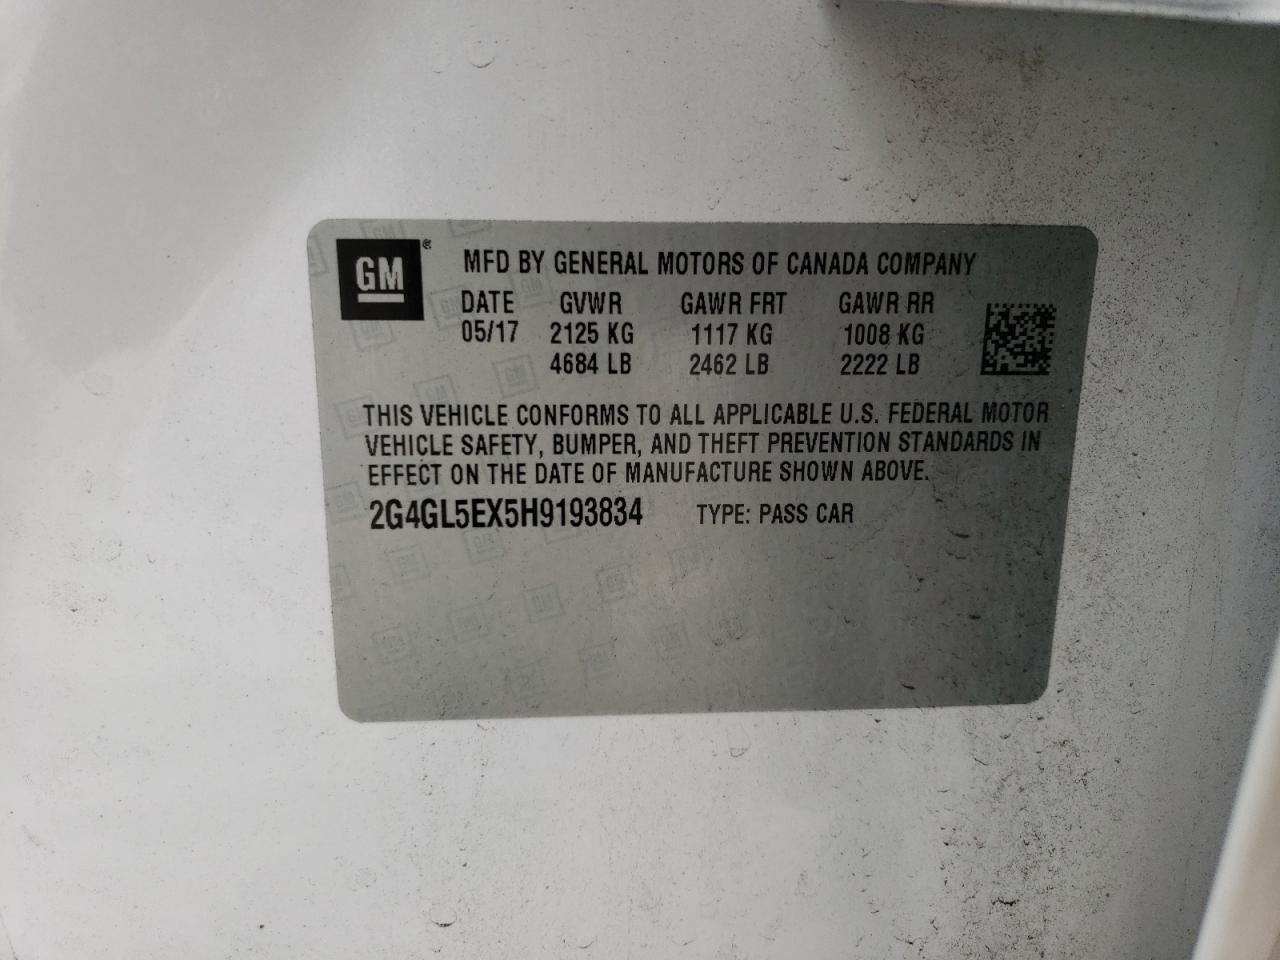 GM ®
MFD BY GENERAL MOTORS OF CANADA COMPANY
DATE GVWR GAWR FRT GAWR RR
05/17 2125 KG 1117 KG 1008 KG
4684 LB 2462 LB 2222 LB
THIS VEHICLE CONFORMS TO ALL APPLICABLE U.S. FEDERAL MOTOR
VEHICLE SAFETY, BUMPER, AND THEFT PREVENTION STANDARDS IN
EFFECT ON THE DATE OF MANUFACTURE SHOWN ABOVE.
2G4GL5EX5H9193834 TYPE: PASS CAR